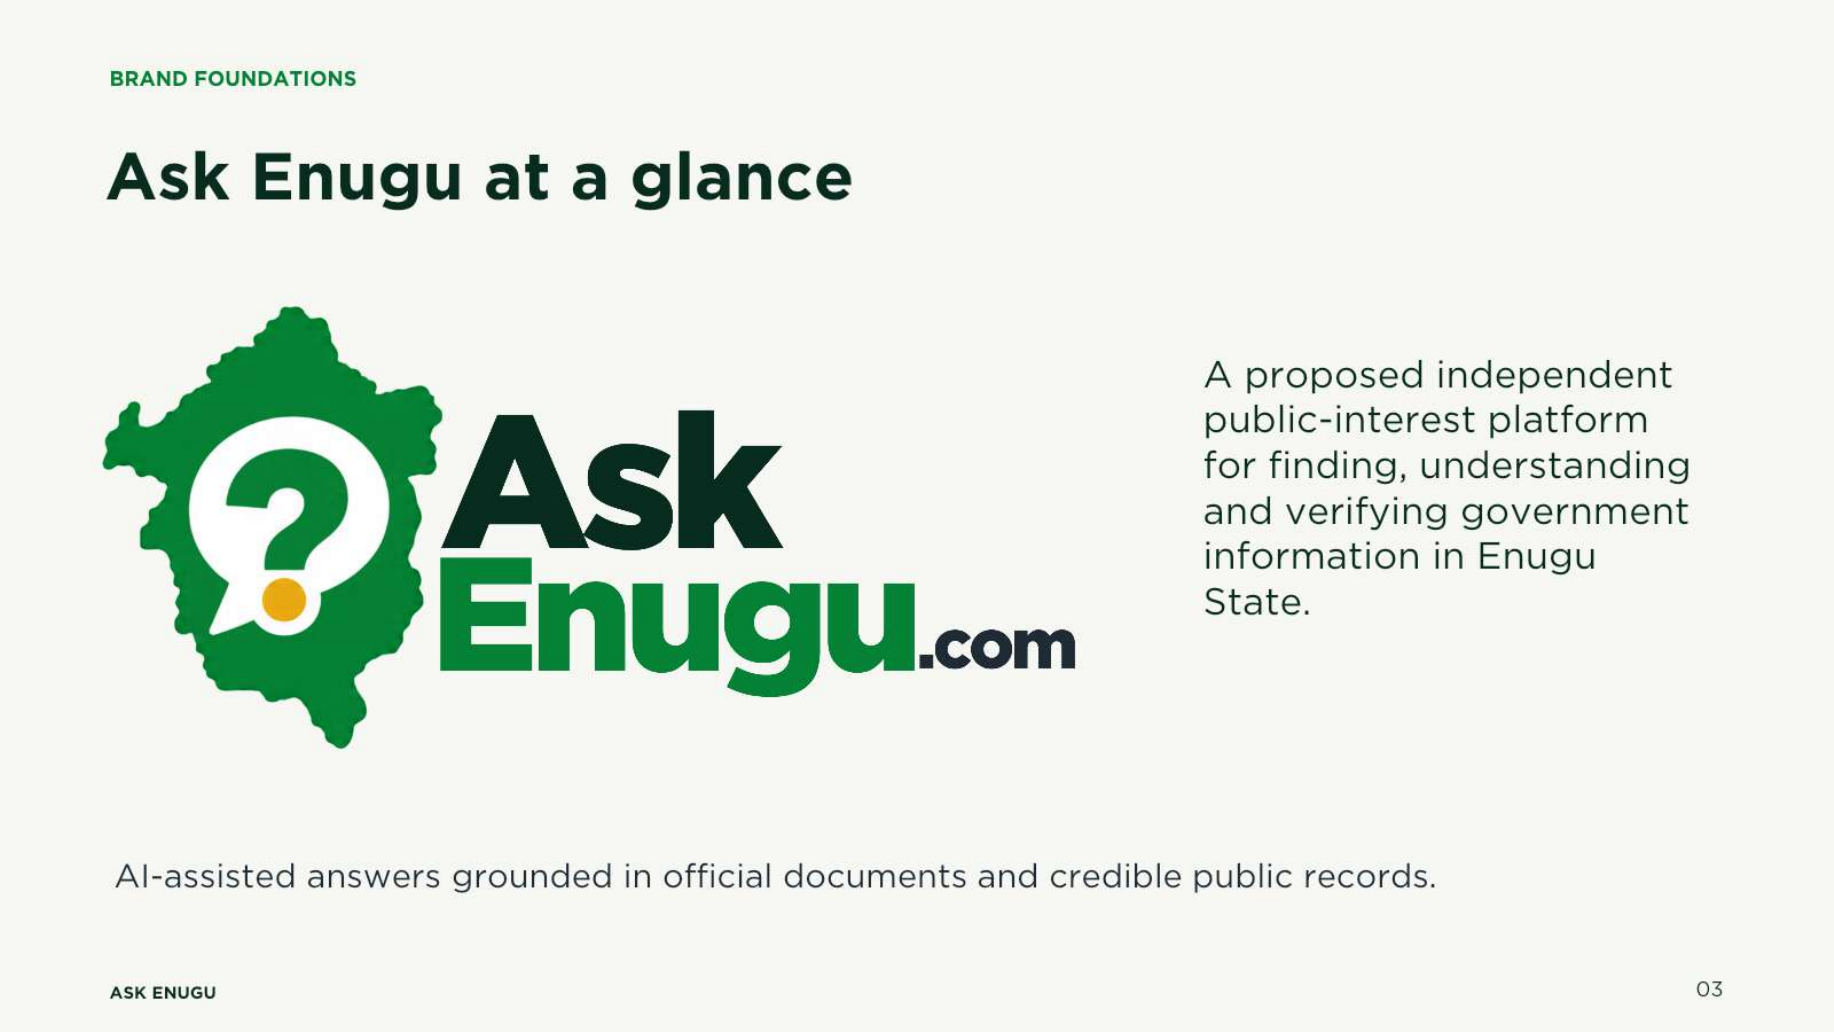 BRAND FOUNDATIONS
Ask Enugu at a glance
?
Ask
Enugu.com
A proposed independent
public-interest platform
for finding, understanding
and verifying government
information in Enugu
State.
AI-assisted answers grounded in official documents and credible public records.
ASK ENUGU
03